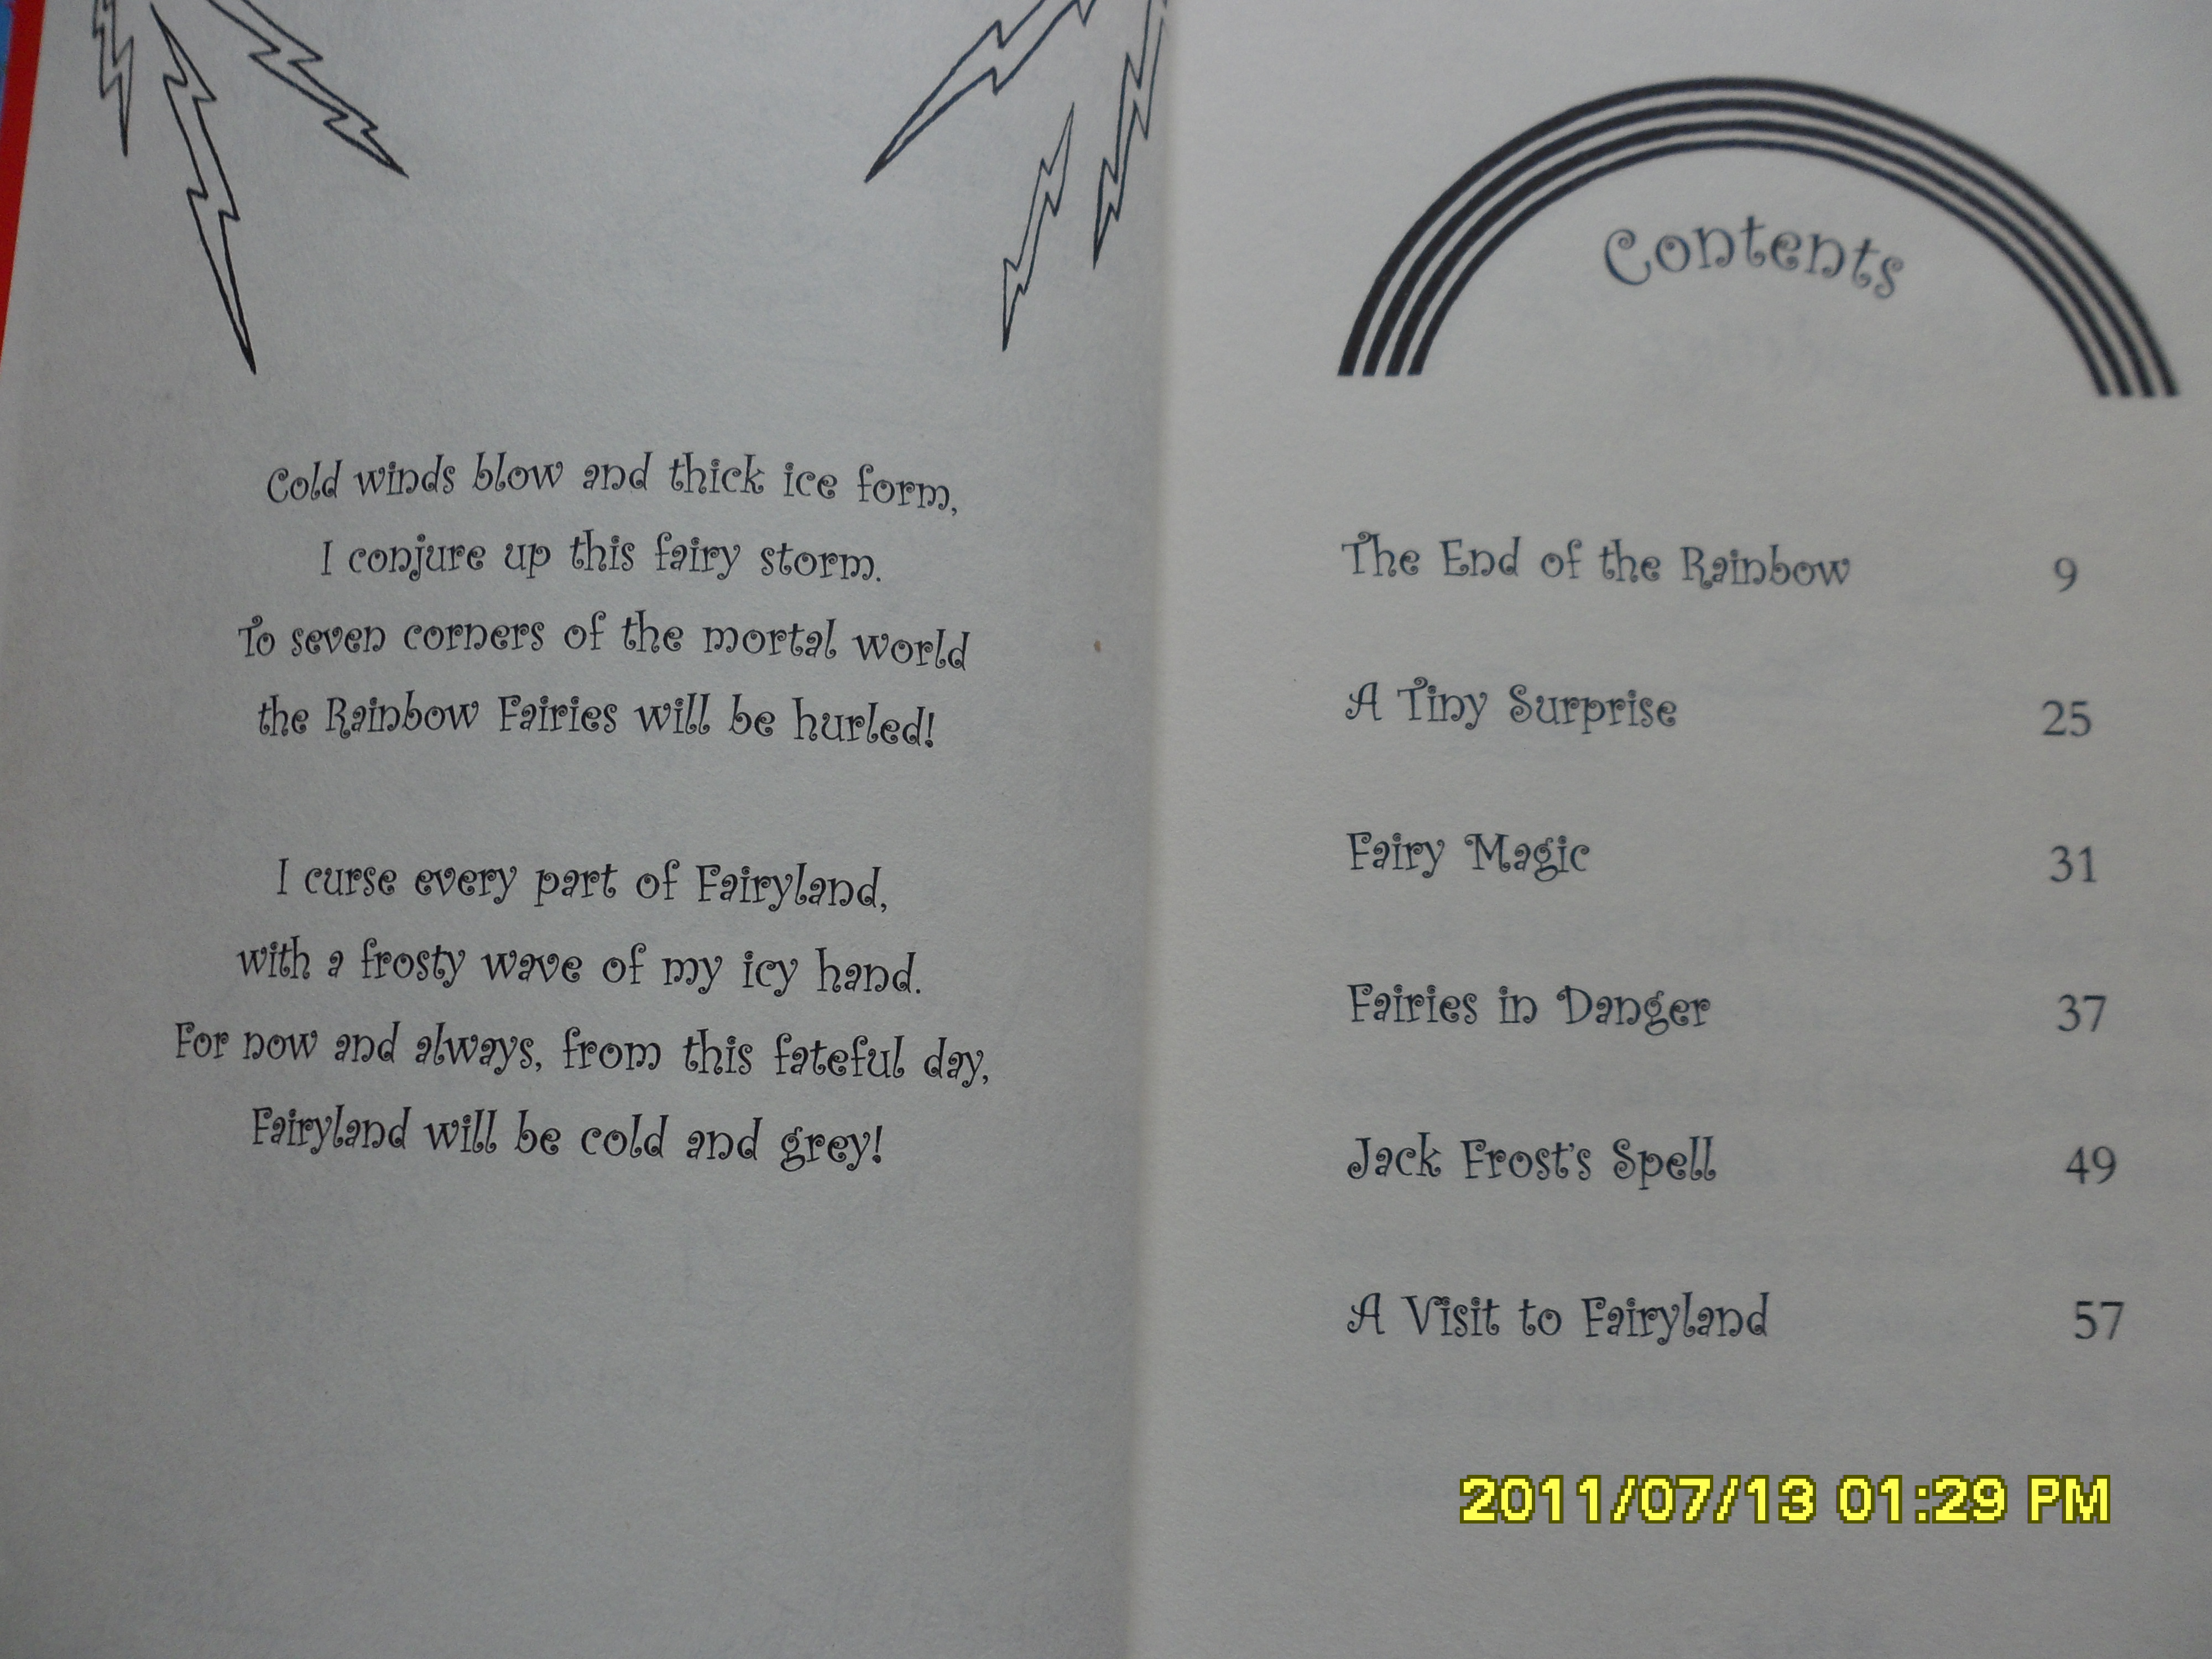 Cold winds blow and thick ice form,
I conjure up this fairy storm.
To seven corners of the mortal world
the Rainbow Fairies will be hurled!
I curse every part of Fairyland,
with a frosty wave of my icy hand.
For now and always, from this fateful day,
Fairyland will be cold and grey!
Contents
The End of the Rainbow 9
A Tiny Surprise 25
Fairy Magic 31
Fairies in Danger 37
Jack Frost's Spell 49
A Visit to Fairyland 57
2011/07/13 01:29 PM